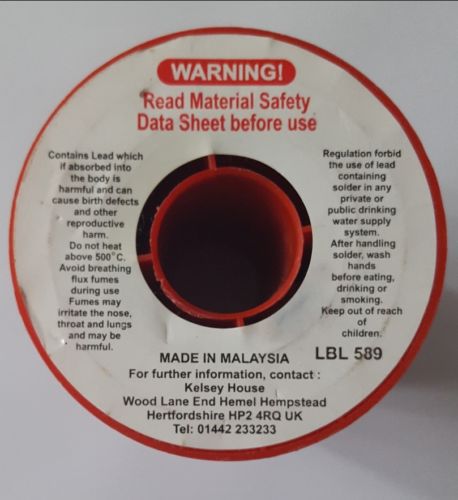 WARNING!
Read Material Safety
Data Sheet before use
Contains Lead which
if absorbed into
the body is
harmful and can
cause birth defects
and other
reproductive
harm.
Do not heat
above 500°C.
Avoid breathing
flux fumes
during use
Fumes may
irritate the nose,
throat and lungs
and may be
harmful.
Regulation forbid
the use of lead
containing
solder in any
private or
public drinking
water supply
system.
After handling
solder, wash
hands
before eating,
drinking or
smoking.
Keep out of reach
of
children.
MADE IN MALAYSIA
LBL 589
For further information, contact :
Kelsey House
Wood Lane End Hemel Hempstead
Hertfordshire HP2 4RQ UK
Tel: 01442 233233